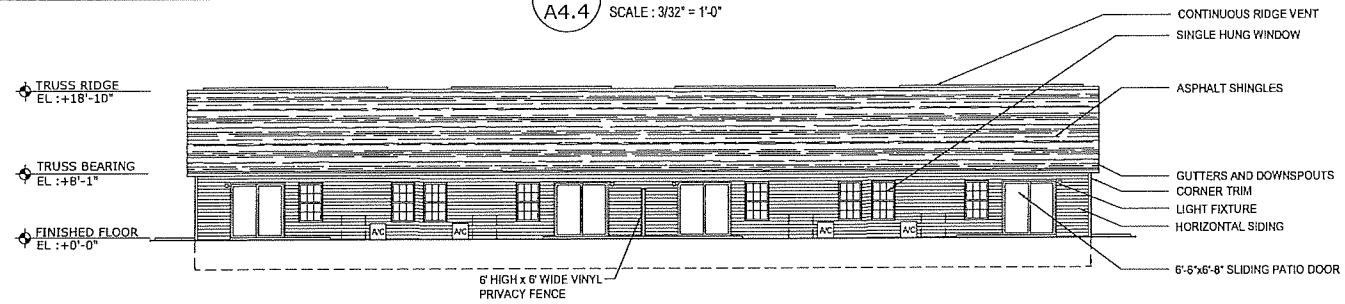 A4.4
SCALE : 3/32" = 1'-0"
CONTINUOUS RIDGE VENT
SINGLE HUNG WINDOW
TRUSS RIDGE
EL :+18'-10"
ASPHALT SHINGLES
TRUSS BEARING
EL :+8'-1"
GUTTERS AND DOWNSPOUTS
CORNER TRIM
LIGHT FIXTURE
HORIZONTAL SIDING
FINISHED FLOOR
EL :+0'-0"
A/C
A/C
A/C
A/C
6'-6"x6'-8" SLIDING PATIO DOOR
6' HIGH x 6' WIDE VINYL
PRIVACY FENCE